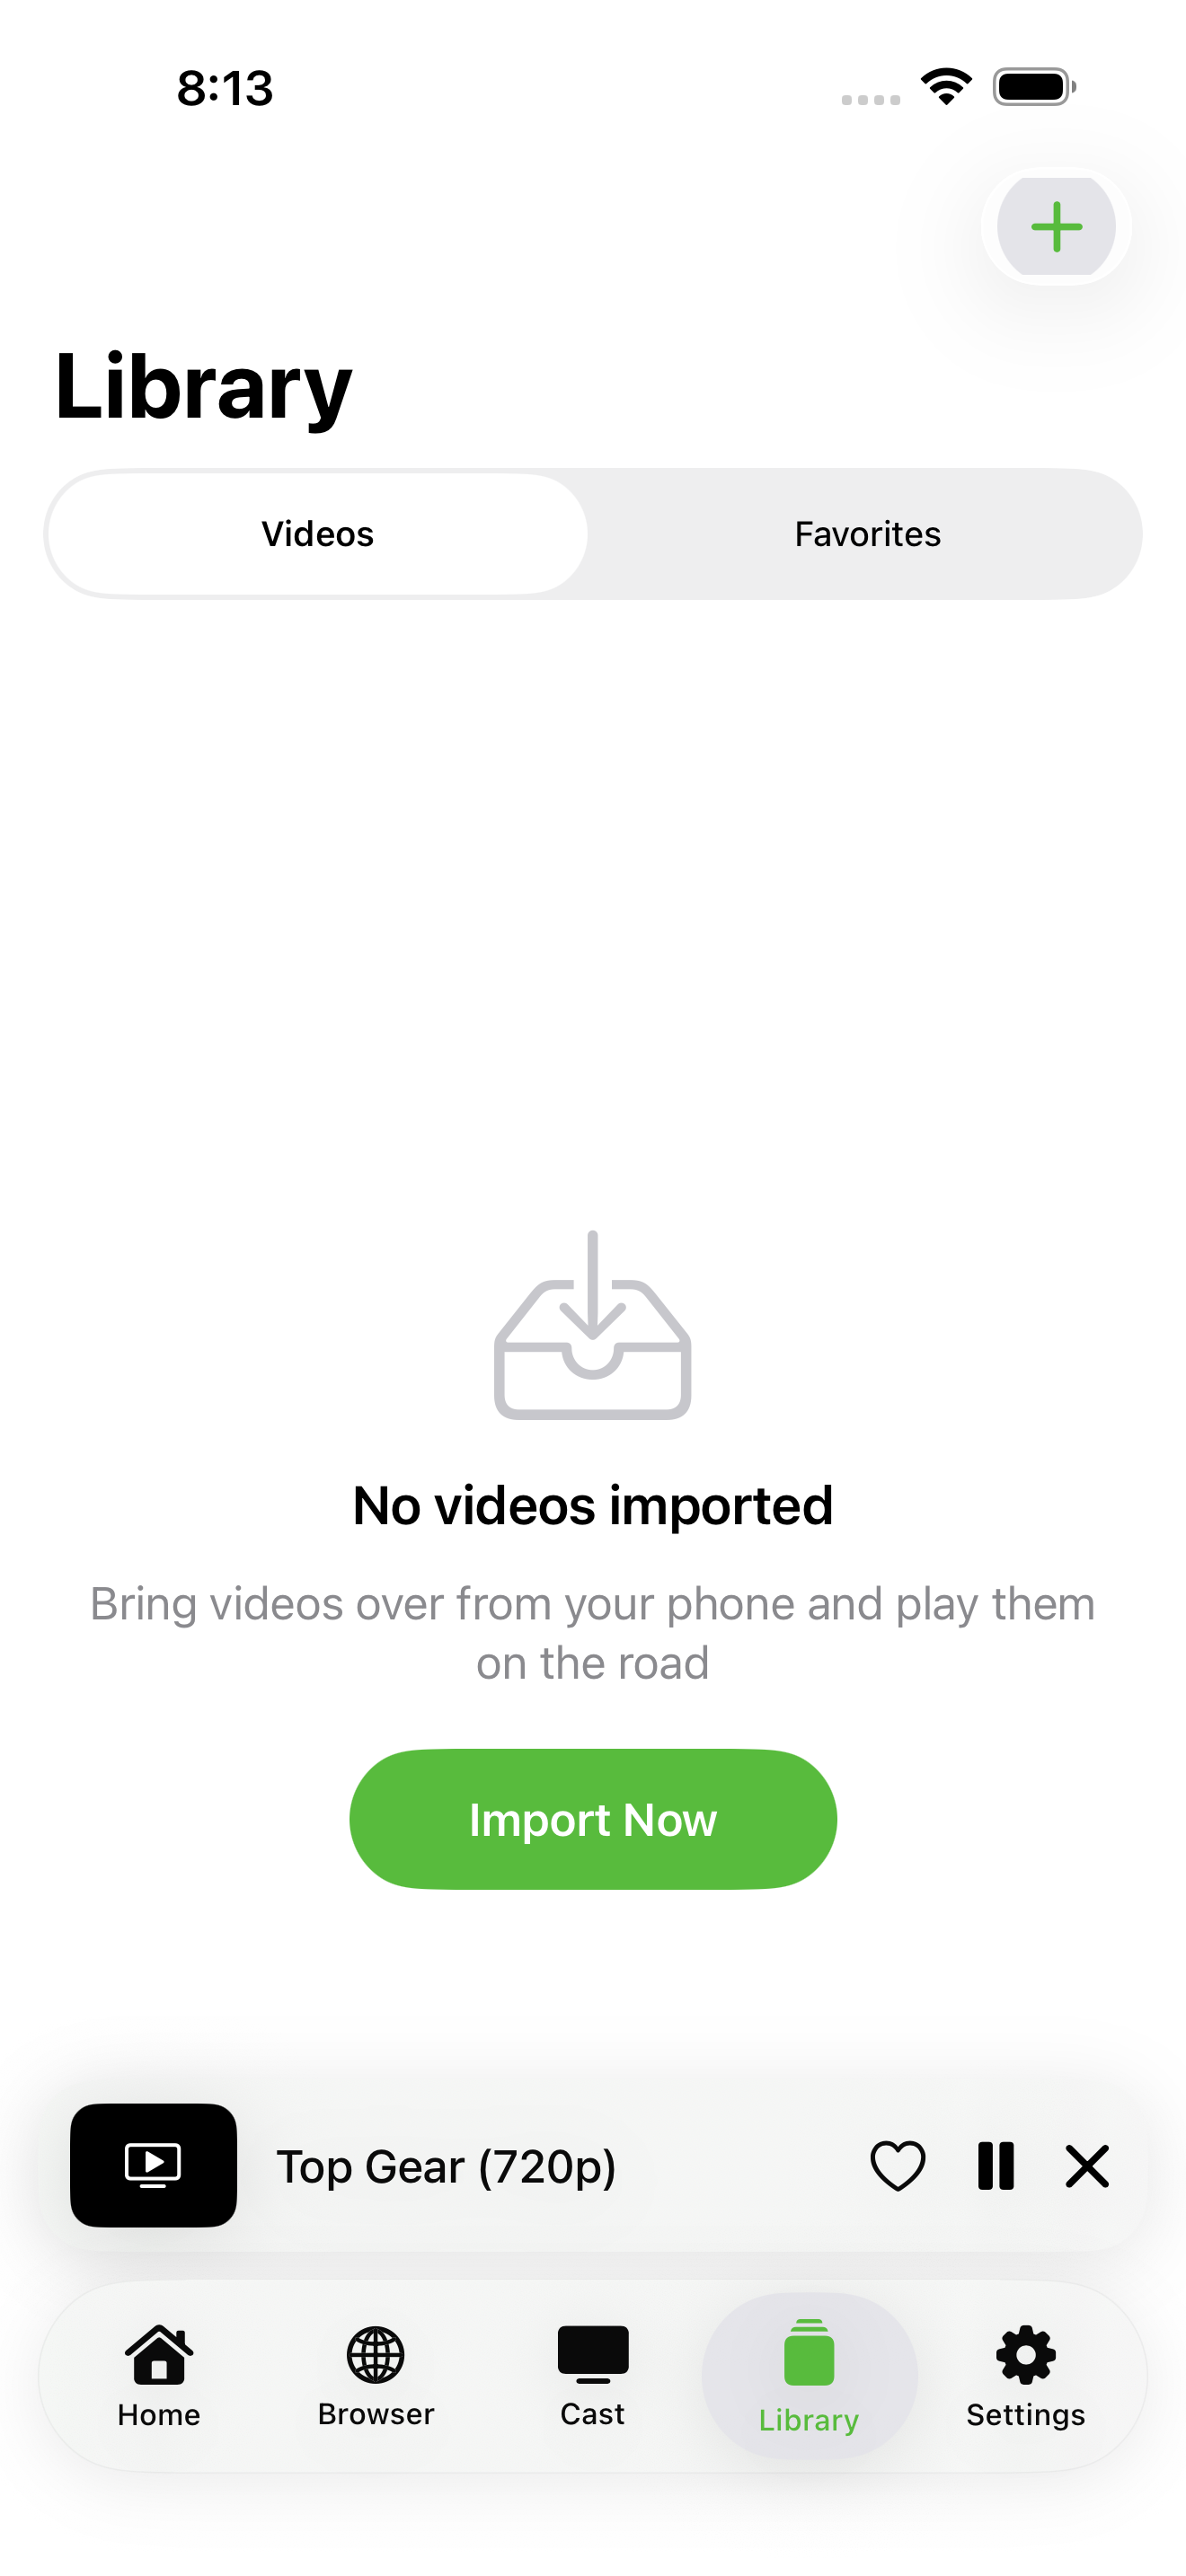 8:13
Library
Videos
Favorites
No videos imported
Bring videos over from your phone and play them
on the road
Import Now
Top Gear (720p)
Home
Browser
Cast
Library
Settings